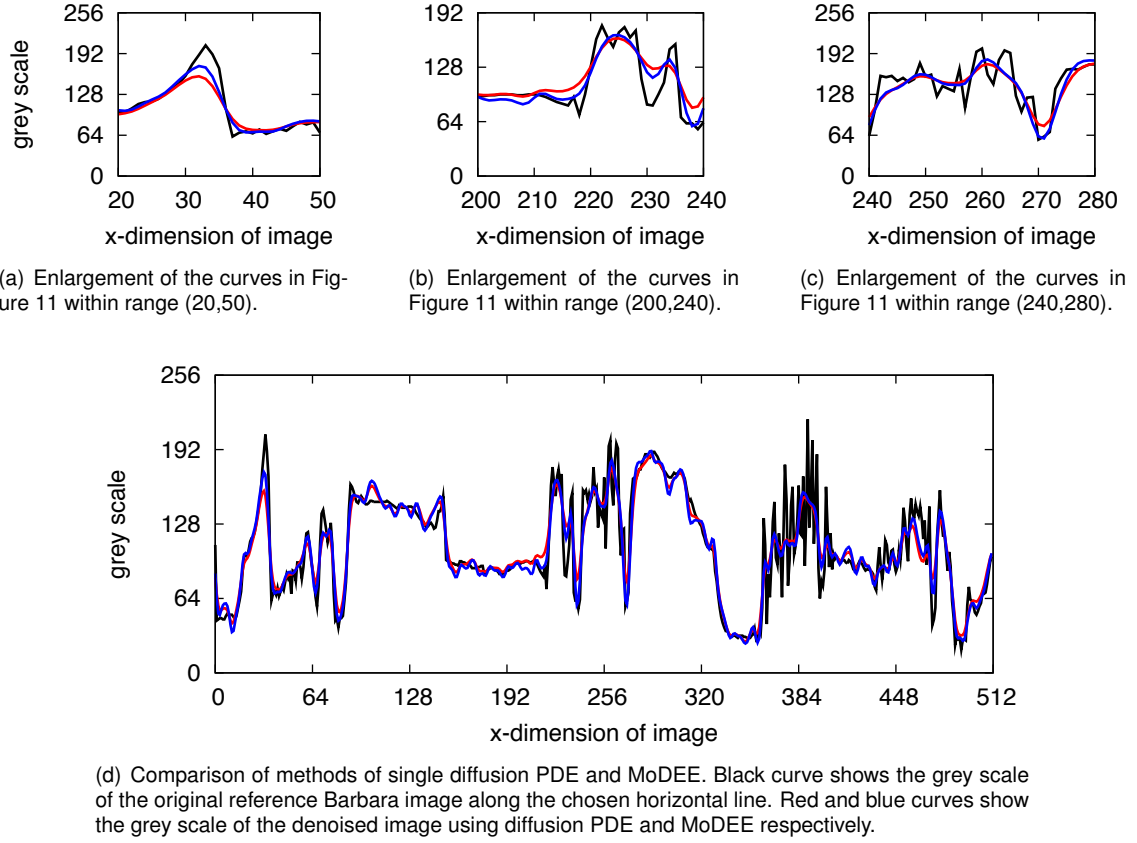 256
192
128
64
0
grey scale
20 30 40 50
x-dimension of image
192
128
64
0
200 210 220 230 240
x-dimension of image
256
192
128
64
0
240 250 260 270 280
x-dimension of image
(a) Enlargement of the curves in Fig-
ure 11 within range (20,50).
(b) Enlargement of the curves in
Figure 11 within range (200,240).
(c) Enlargement of the curves in
Figure 11 within range (240,280).
256
192
128
64
0
grey scale
0 64 128 192 256 320 384 448 512
x-dimension of image
(d) Comparison of methods of single diffusion PDE and MoDEE. Black curve shows the grey scale
of the original reference Barbara image along the chosen horizontal line. Red and blue curves show
the grey scale of the denoised image using diffusion PDE and MoDEE respectively.